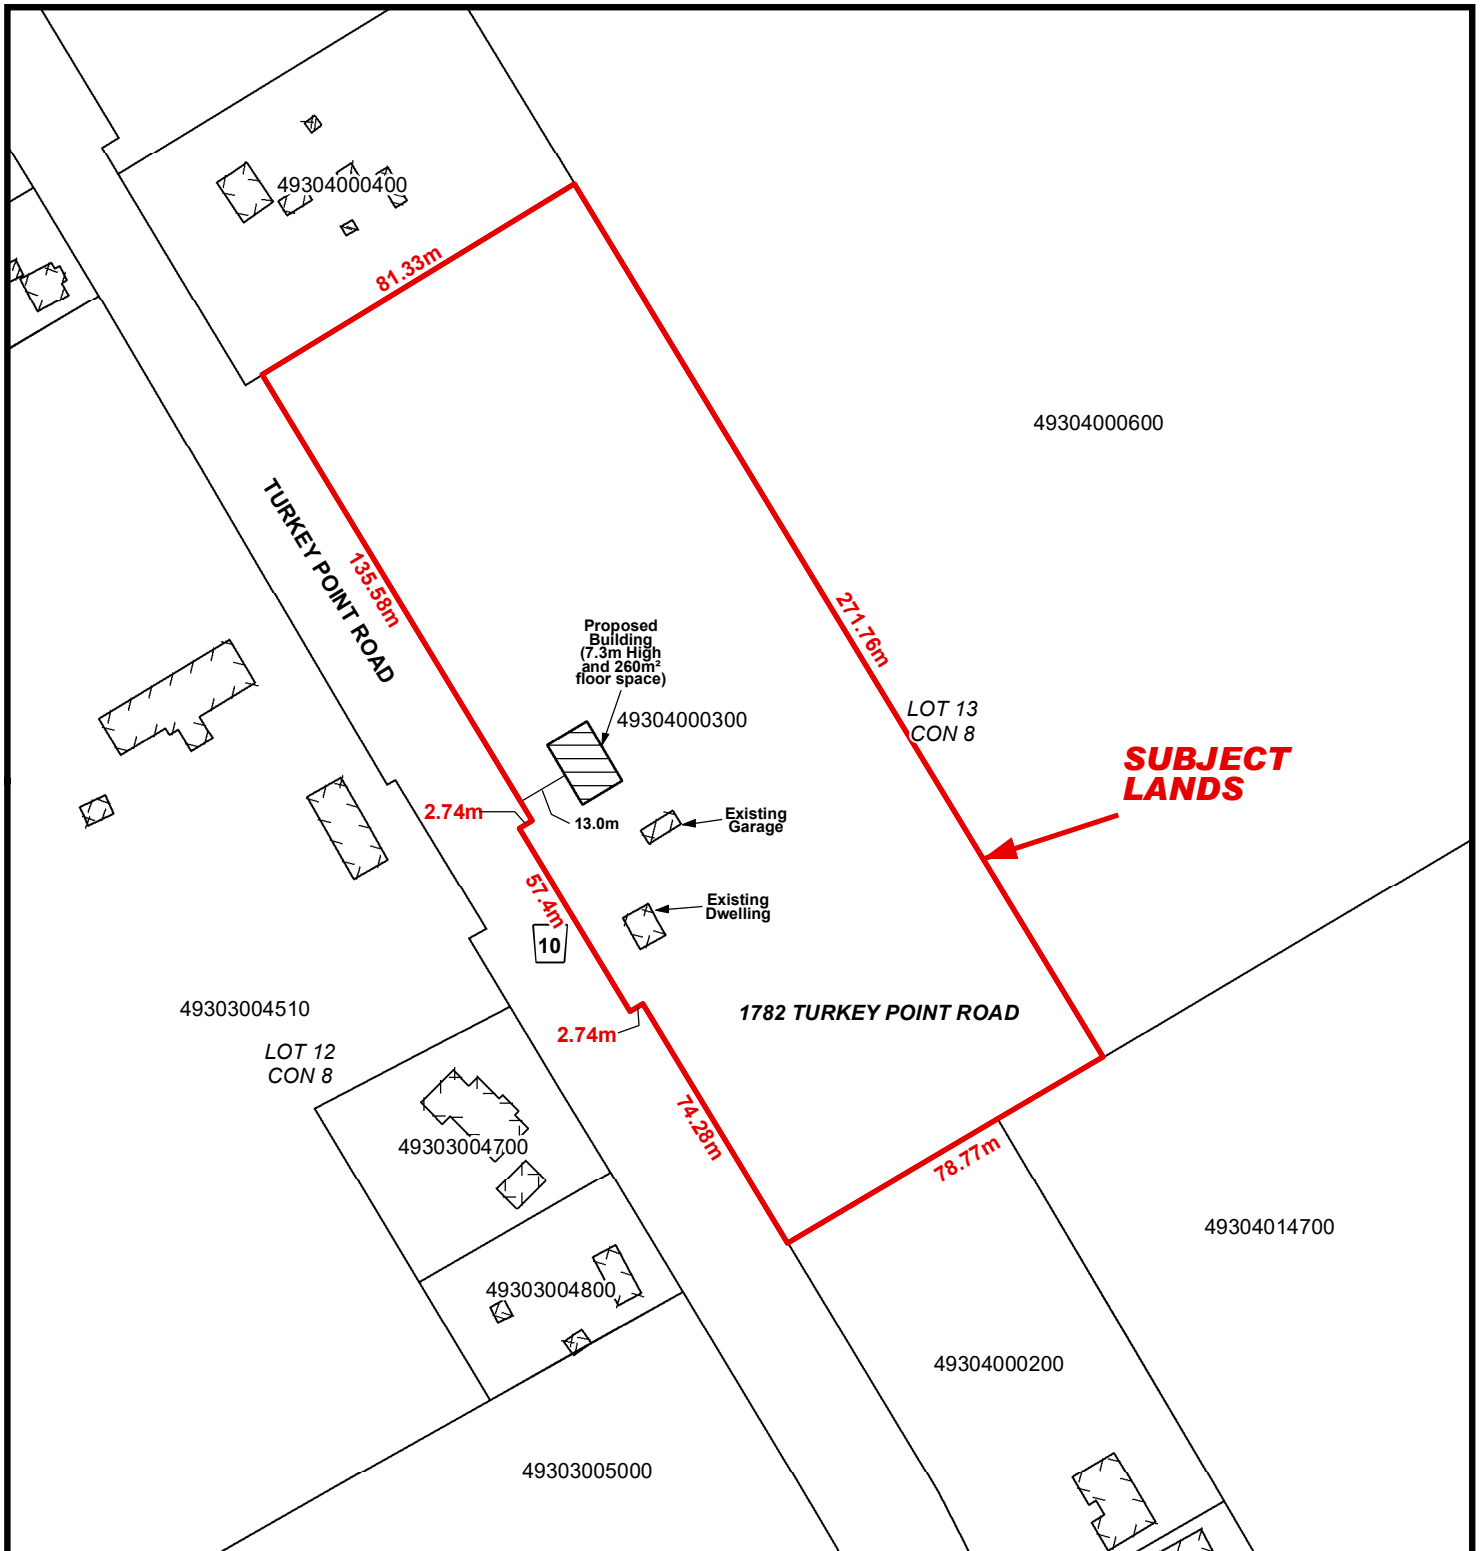 49304000400
81.33m
49304000600
TURKEY POINT ROAD
135.58m
271.76m
Proposed
Building
(7.3m High
and 260m²
floor space)
49304000300
LOT 13
CON 8
SUBJECT
LANDS
2.74m
13.0m
Existing
Garage
57.4m
Existing
Dwelling
10
49303004510
1782 TURKEY POINT ROAD
2.74m
LOT 12
CON 8
74.28m
49303004700
78.77m
49304014700
49303004800
49304000200
49303005000